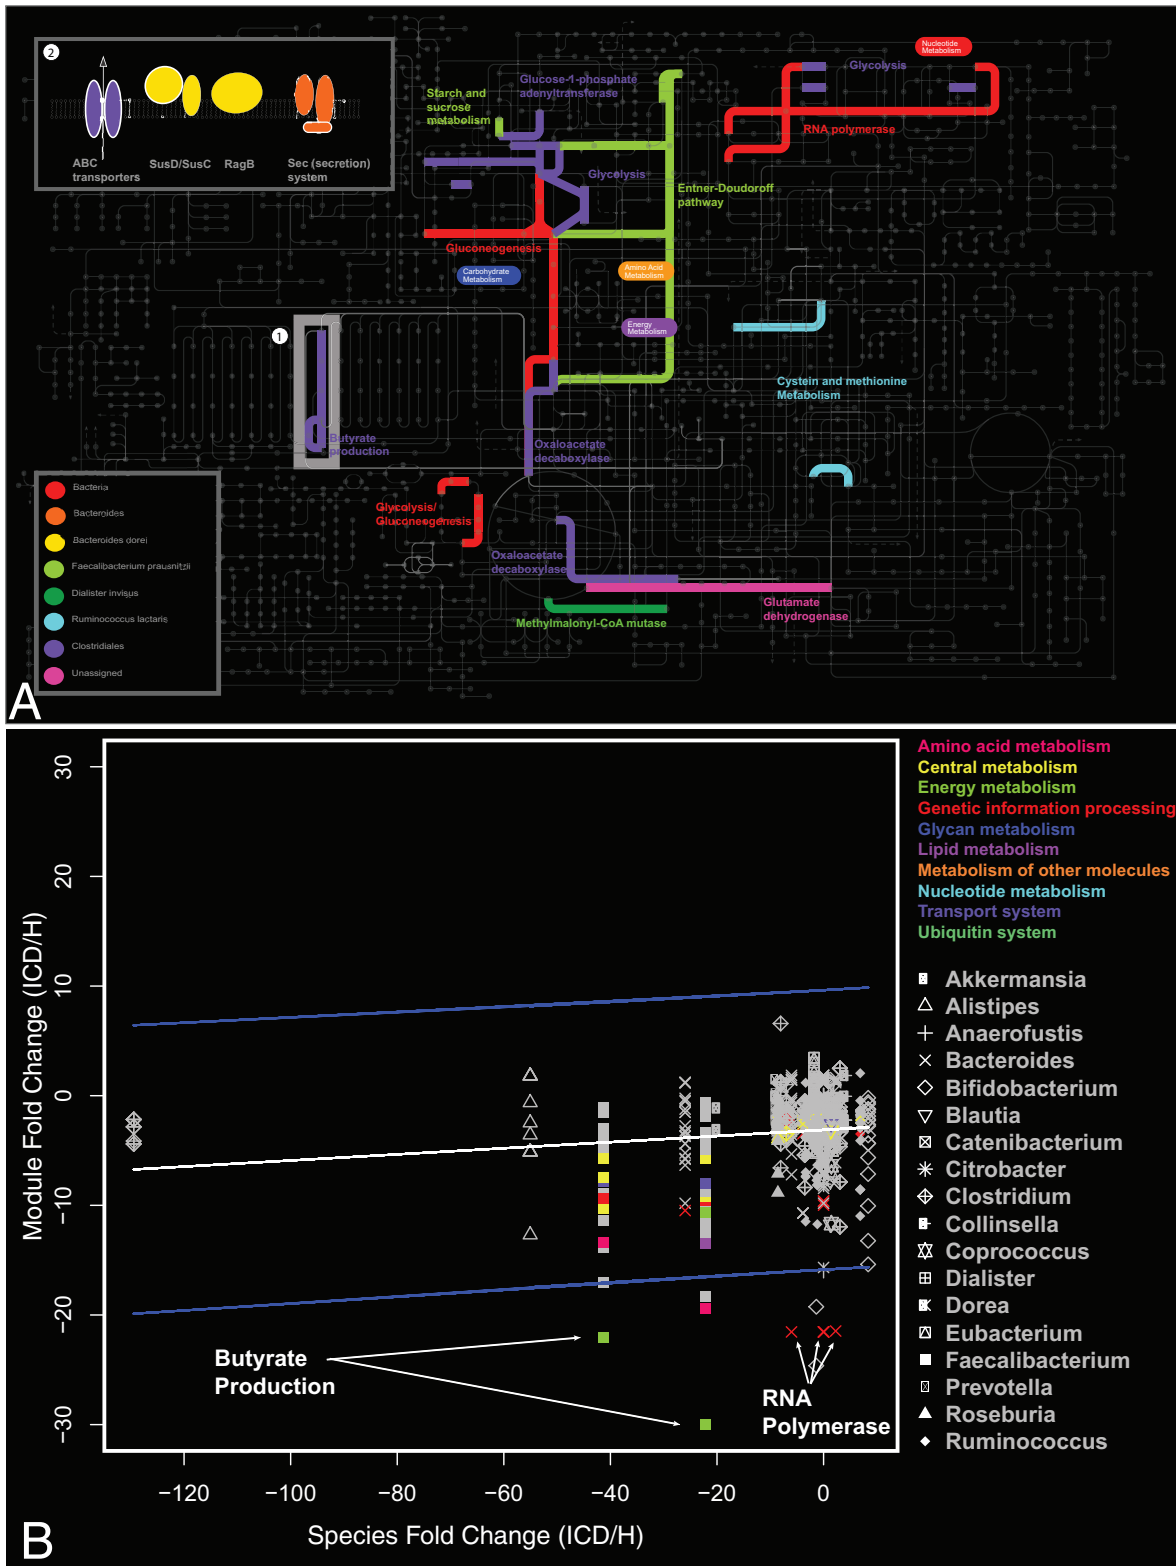 2
ABC
transporters
SusD/SusC
RagB
Sec (secretion)
system
Starch and
sucrose
metabolism
Glucose-1-phosphate
adenyltransferase
Nucleotide
Metabolism
Glycolysis
RNA polymerase
Glycolysis
Entner-Doudoroff
pathway
Gluconeogenesis
Carbohydrate
Metabolism
Amino Acid
Metabolism
Energy
Metabolism
1
Butyrate
production
Cystein and methionine
Metabolism
Oxaloacetate
decaboxylase
Glycolysis/
Gluconeogenesis
Oxaloacetate
decaboxylase
Glutamate
dehydrogenase
Methylmalonyl-CoA mutase
Bacteria
Bacteroides
Bacteroides dorei
Faecalibacterium prausnitzii
Dialister invisus
Ruminococcus lactaris
Clostridiales
Unassigned
A
Module Fold Change (ICD/H)
30
20
10
0
−10
−20
−30
Butyrate
Production
RNA
Polymerase
−120
−100
−80
−60
−40
−20
0
Species Fold Change (ICD/H)
Amino acid metabolism
Central metabolism
Energy metabolism
Genetic information processing
Glycan metabolism
Lipid metabolism
Metabolism of other molecules
Nucleotide metabolism
Transport system
Ubiquitin system
Akkermansia
Alistipes
Anaerofustis
Bacteroides
Bifidobacterium
Blautia
Catenibacterium
Citrobacter
Clostridium
Collinsella
Coprococcus
Dialister
Dorea
Eubacterium
Faecalibacterium
Prevotella
Roseburia
Ruminococcus
B